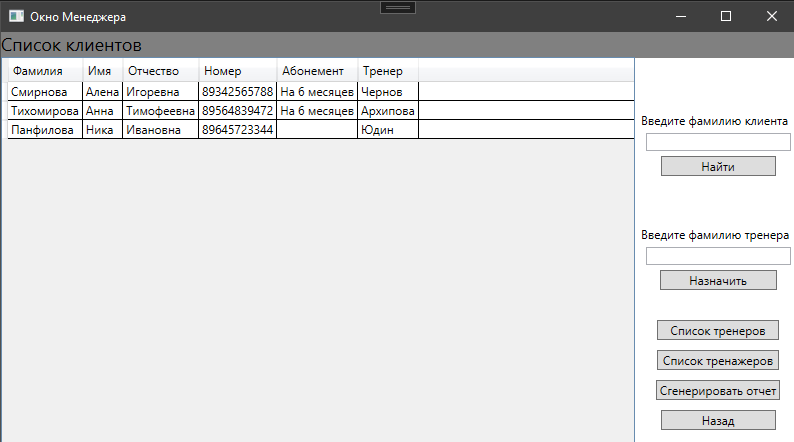 Окно Менеджера
Список клиентов
Фамилия Имя Отчество Номер Абонемент Тренер
Смирнова Алена Игоревна 89342565788 На 6 месяцев Чернов
Тихомирова Анна Тимофеевна 89564839472 На 6 месяцев Архипова
Панфилова Ника Ивановна 89645723344 Юдин
Введите фамилию клиента
Найти
Введите фамилию тренера
Назначить
Список тренеров
Список тренажеров
Сгенерировать отчет
Назад